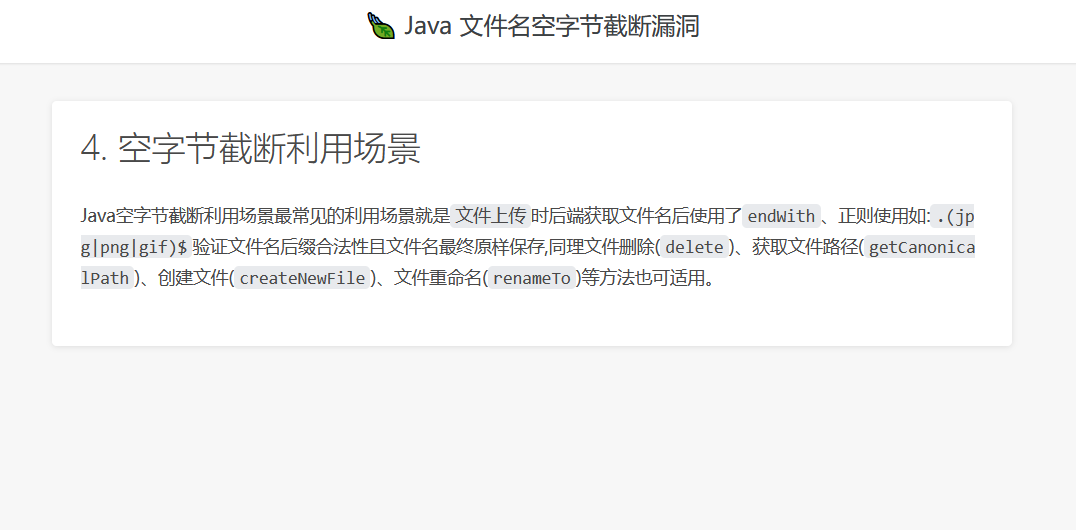 Java 文件名空字节截断漏洞
4. 空字节截断利用场景
Java空字节截断利用场景最常见的利用场景就是文件上传时后端获取文件名后使用了endWith、正则使用如:.(jp
g|png|gif)$验证文件名后缀合法性且文件名最终原样保存,同理文件删除(delete)、获取文件路径(getCanonica
lPath)、创建文件(createNewFile)、文件重命名(renameTo)等方法也可适用。